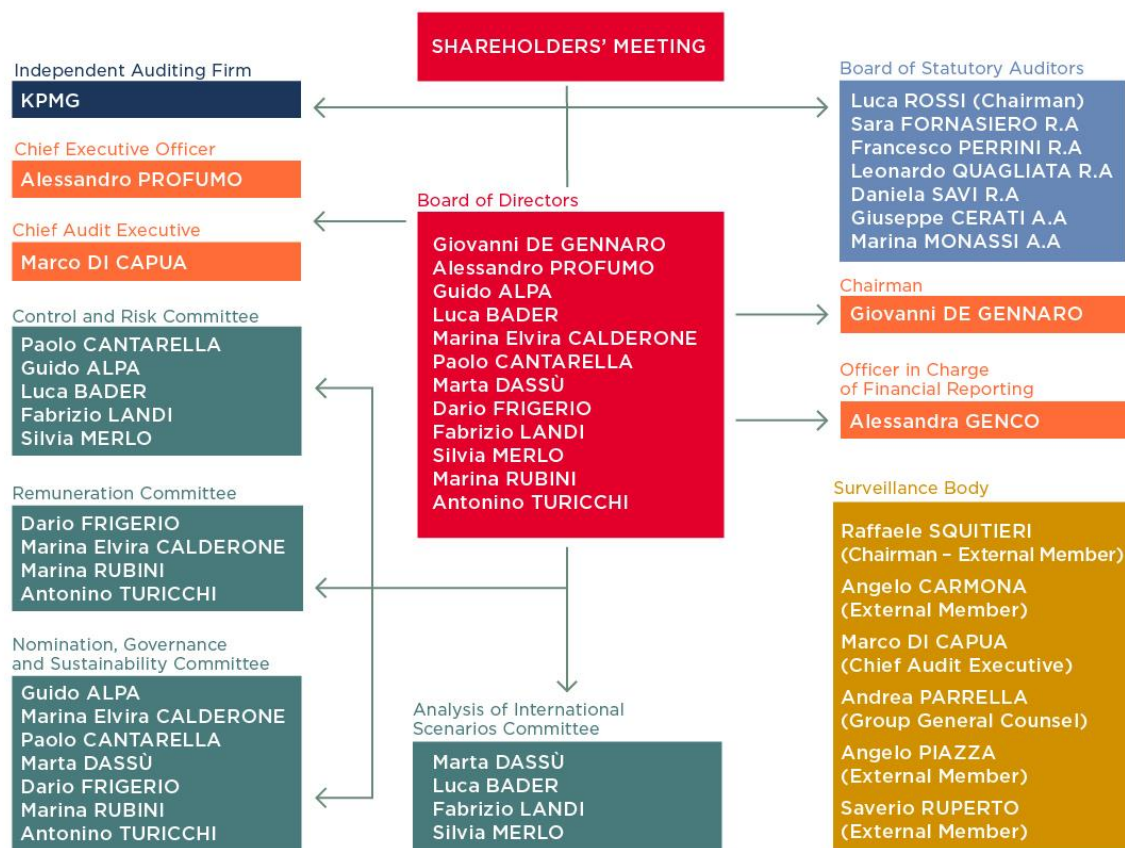 SHAREHOLDERS' MEETING
Independent Auditing Firm
KPMG
Chief Executive Officer
Alessandro PROFUMO
Chief Audit Executive
Marco DI CAPUA
Control and Risk Committee
Paolo CANTARELLA
Guido ALPA
Luca BADER
Fabrizio LANDI
Silvia MERLO
Remuneration Committee
Dario FRIGERIO
Marina Elvira CALDERONE
Marina RUBINI
Antonino TURICCHI
Nomination, Governance
and Sustainability Committee
Guido ALPA
Marina Elvira CALDERONE
Paolo CANTARELLA
Marta DASSÙ
Dario FRIGERIO
Marina RUBINI
Antonino TURICCHI
Board of Directors
Giovanni DE GENNARO
Alessandro PROFUMO
Guido ALPA
Luca BADER
Marina Elvira CALDERONE
Paolo CANTARELLA
Marta DASSÙ
Dario FRIGERIO
Fabrizio LANDI
Silvia MERLO
Marina RUBINI
Antonino TURICCHI
Analysis of International
Scenarios Committee
Marta DASSÙ
Luca BADER
Fabrizio LANDI
Silvia MERLO
Board of Statutory Auditors
Luca ROSSI (Chairman)
Sara FORNASIERO R.A
Francesco PERRINI R.A
Leonardo QUAGLIATA R.A
Daniela SAVI R.A
Giuseppe CERATI A.A
Marina MONASSI A.A
Chairman
Giovanni DE GENNARO
Officer in Charge
of Financial Reporting
Alessandra GENCO
Surveillance Body
Raffaele SQUITIERI
(Chairman – External Member)
Angelo CARMONA
(External Member)
Marco DI CAPUA
(Chief Audit Executive)
Andrea PARRELLA
(Group General Counsel)
Angelo PIAZZA
(External Member)
Saverio RUPERTO
(External Member)